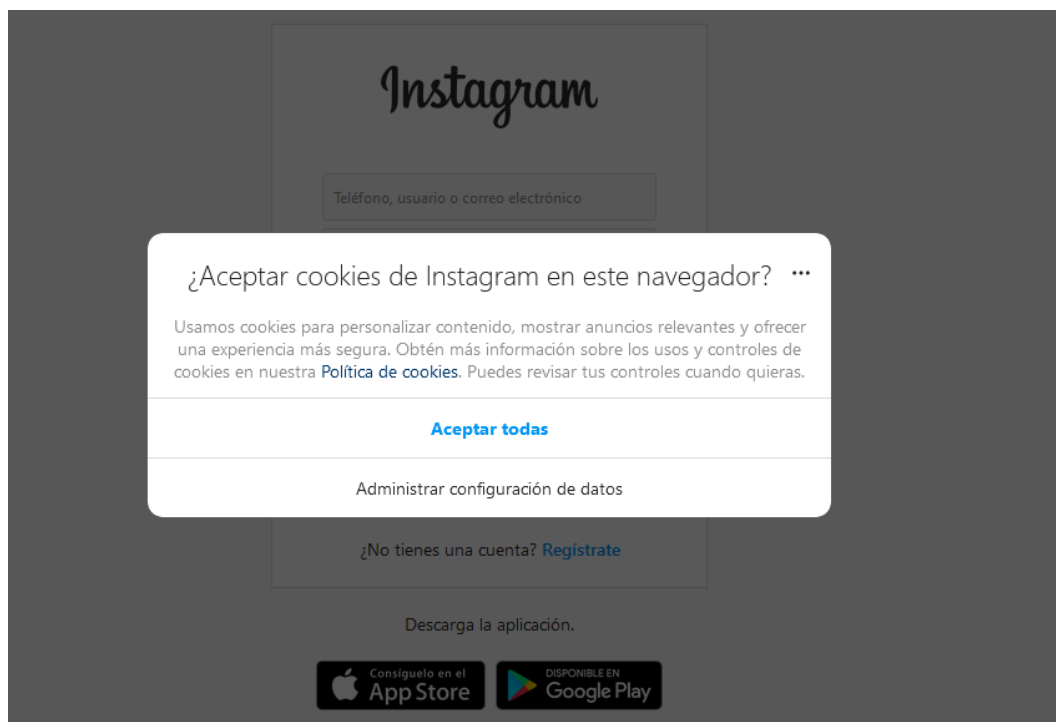 Instagram
Teléfono, usuario o correo electrónico
¿Aceptar cookies de Instagram en este navegador? ...
Usamos cookies para personalizar contenido, mostrar anuncios relevantes y ofrecer
una experiencia más segura. Obtén más información sobre los usos y controles de
cookies en nuestra Política de cookies. Puedes revisar tus controles cuando quieras.
Aceptar todas
Administrar configuración de datos
¿No tienes una cuenta? Regístrate
Descarga la aplicación.
Consíguelo en el
App Store
DISPONIBLE EN
Google Play